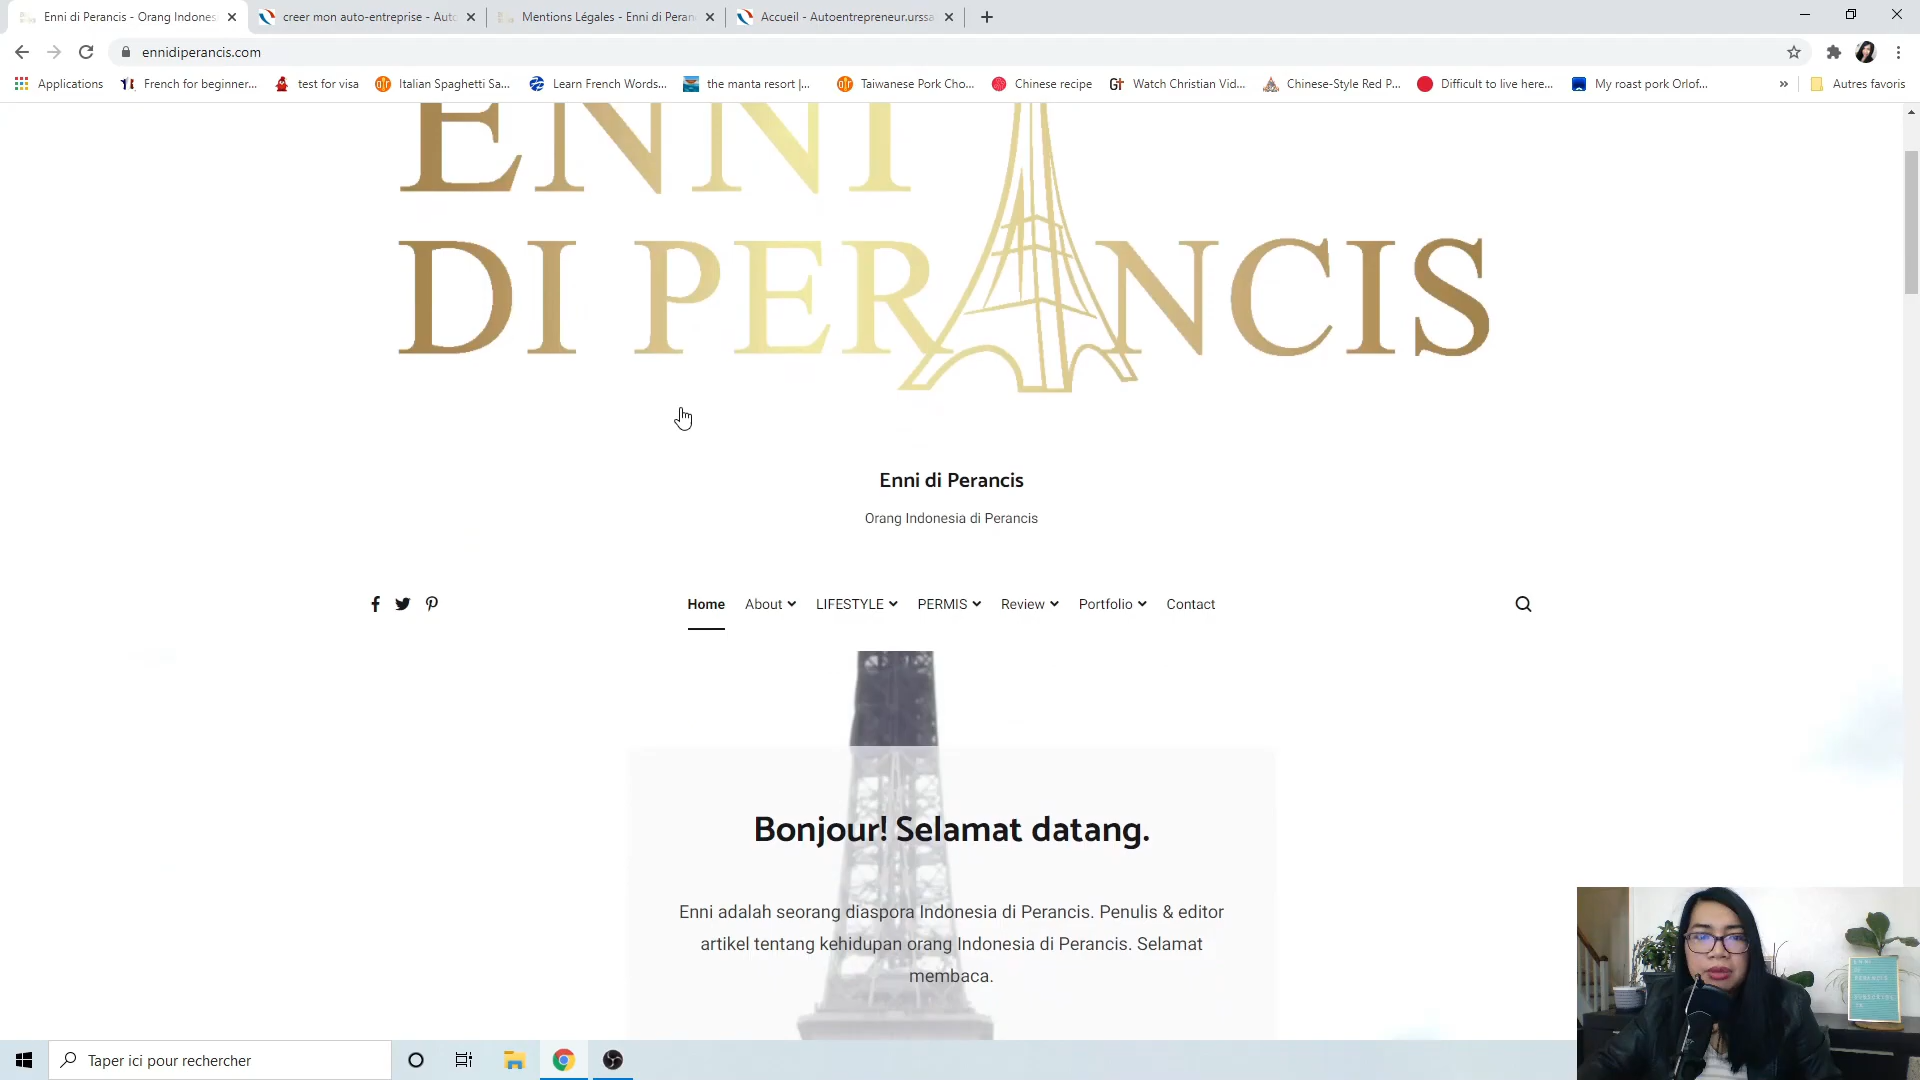 Enni di Perancis - Orang Indones
creer mon auto-entreprise - Auto
Mentions Légales - Enni di Peran
Accueil - Autoentrepreneur.urssa
ennidiperancis.com
Applications
French for beginner...
test for visa
Italian Spaghetti Sa...
Learn French Words...
the manta resort |...
Taiwanese Pork Cho...
Chinese recipe
Watch Christian Vid...
Chinese-Style Red P...
Difficult to live here...
My roast pork Orlof...
Autres favoris
ENNI
DI PERANCIS
Enni di Perancis
Orang Indonesia di Perancis
Home
About
LIFESTYLE
PERMIS
Review
Portfolio
Contact
Bonjour! Selamat datang.
Enni adalah seorang diaspora Indonesia di Perancis. Penulis & editor
artikel tentang kehidupan orang Indonesia di Perancis. Selamat
membaca.
Taper ici pour rechercher